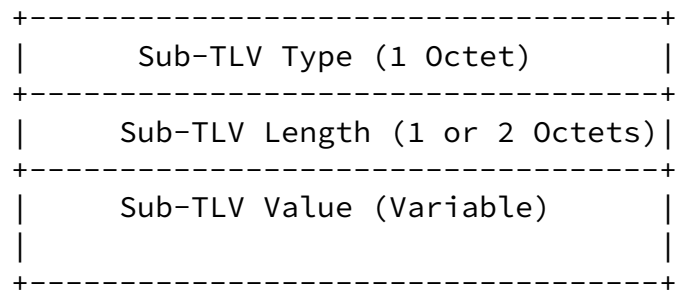 Sub-TLV Type (1 Octet)
Sub-TLV Length (1 or 2 Octets)
Sub-TLV Value (Variable)